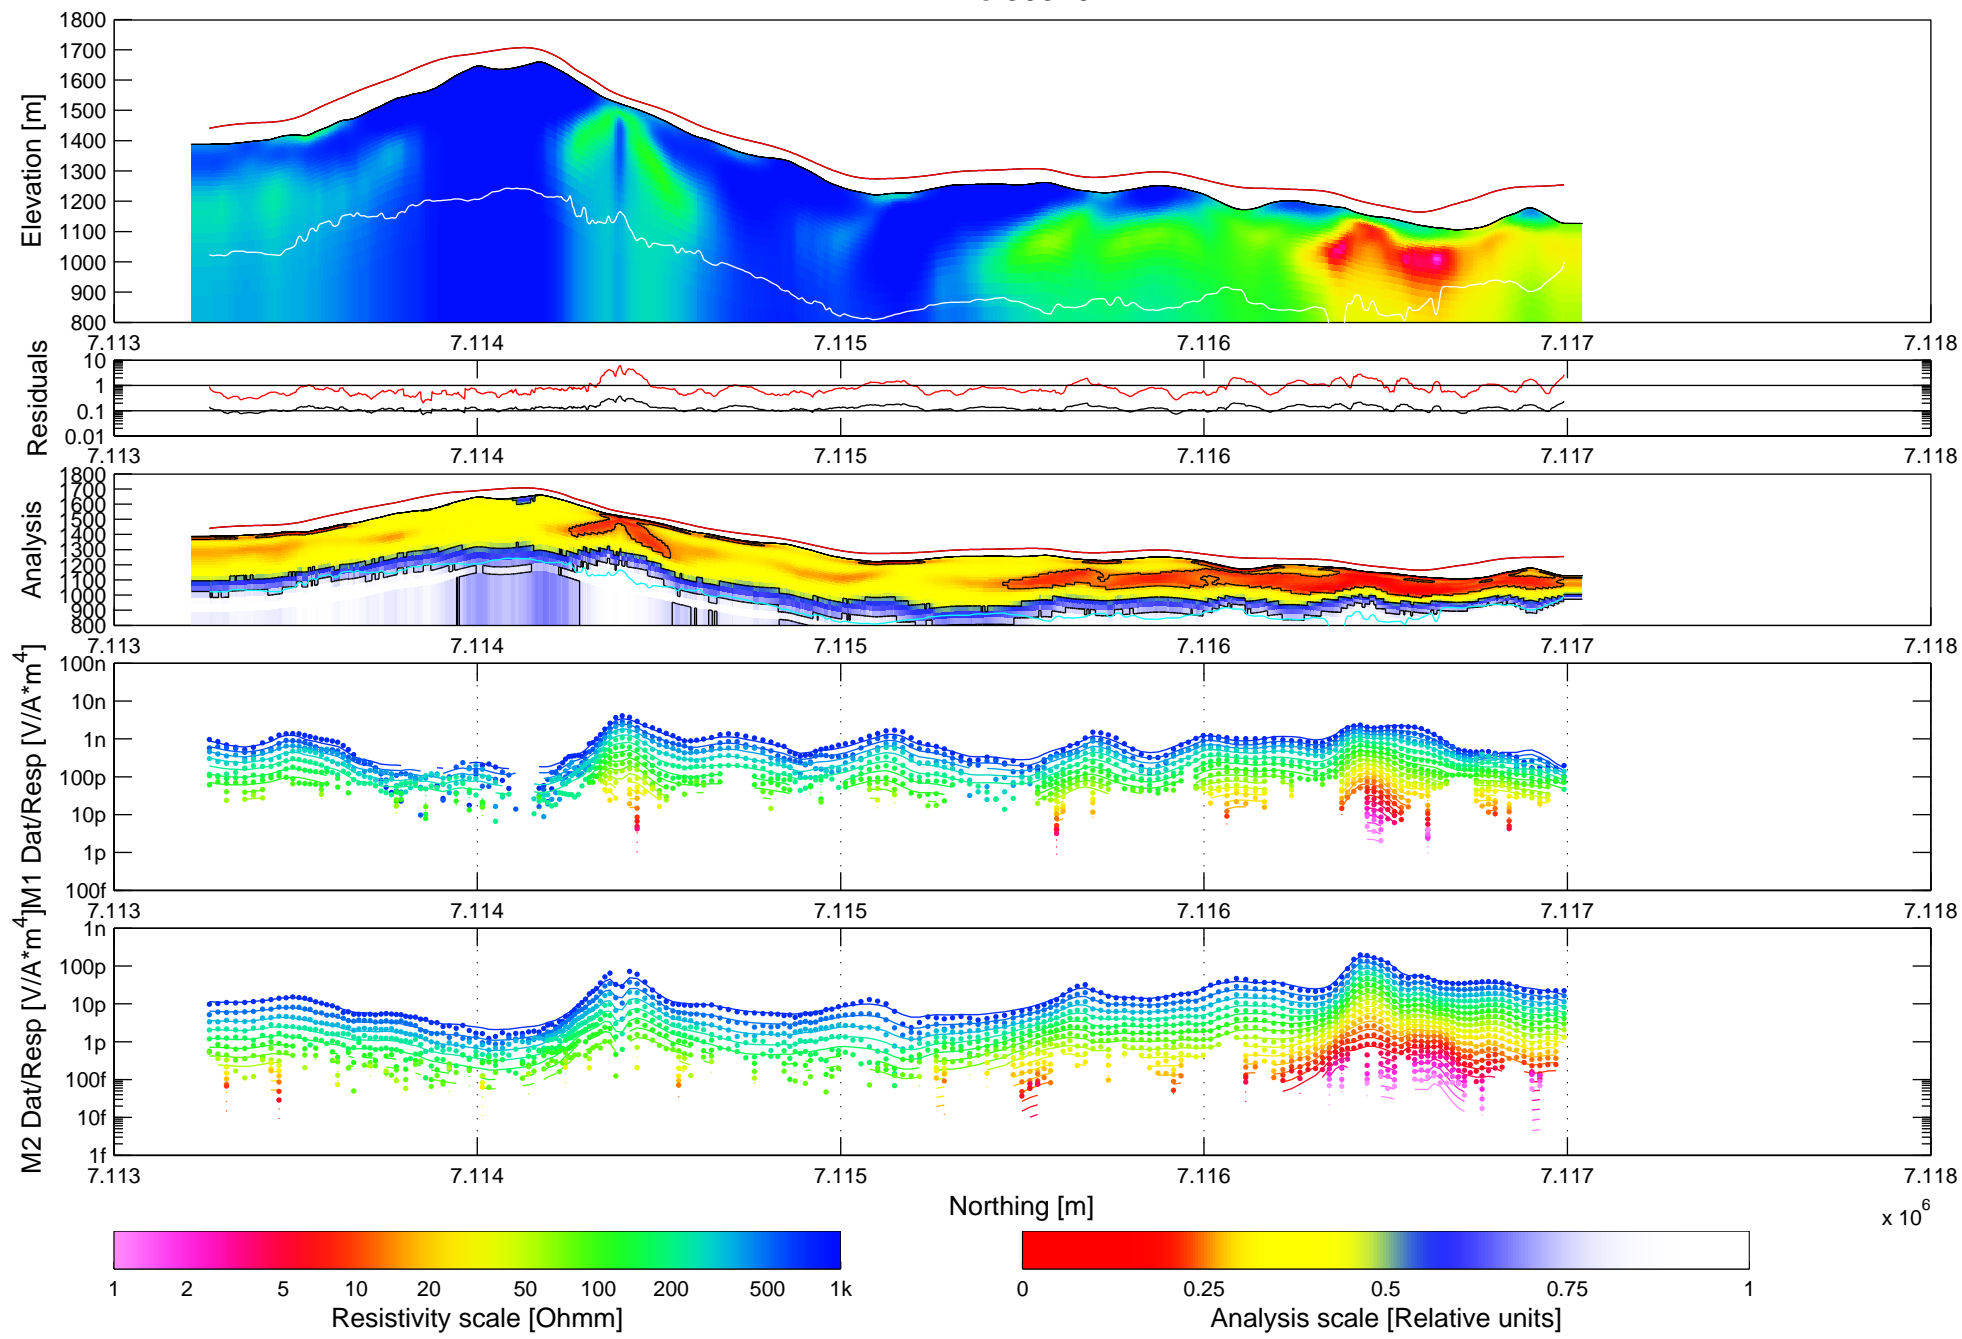 1800
1700
1600
1500
1400
1300
1200
1100
1000
900
800
Elevation [m]
7.113 7.114 7.115 7.116 7.117 7.118
10
1
0.1
0.01
Residuals
7.113 7.114 7.115 7.116 7.117 7.118
1800
1700
1600
1500
1400
1300
1200
1100
1000
900
800
Analysis
7.113 7.114 7.115 7.116 7.117 7.118
100n
10n
1n
100p
10p
1p
100f
M1 Dat/Resp [V/A*m^4]
7.113 7.114 7.115 7.116 7.117 7.118
1n
100p
10p
1p
100f
10f
1f
M2 Dat/Resp [V/A*m^4]
7.113 7.114 7.115 7.116 7.117 7.118
Northing [m]
x 10^6
1 2 5 10 20 50 100 200 500 1k
Resistivity scale [Ohmm]
0 0.25 0.5 0.75 1
Analysis scale [Relative units]